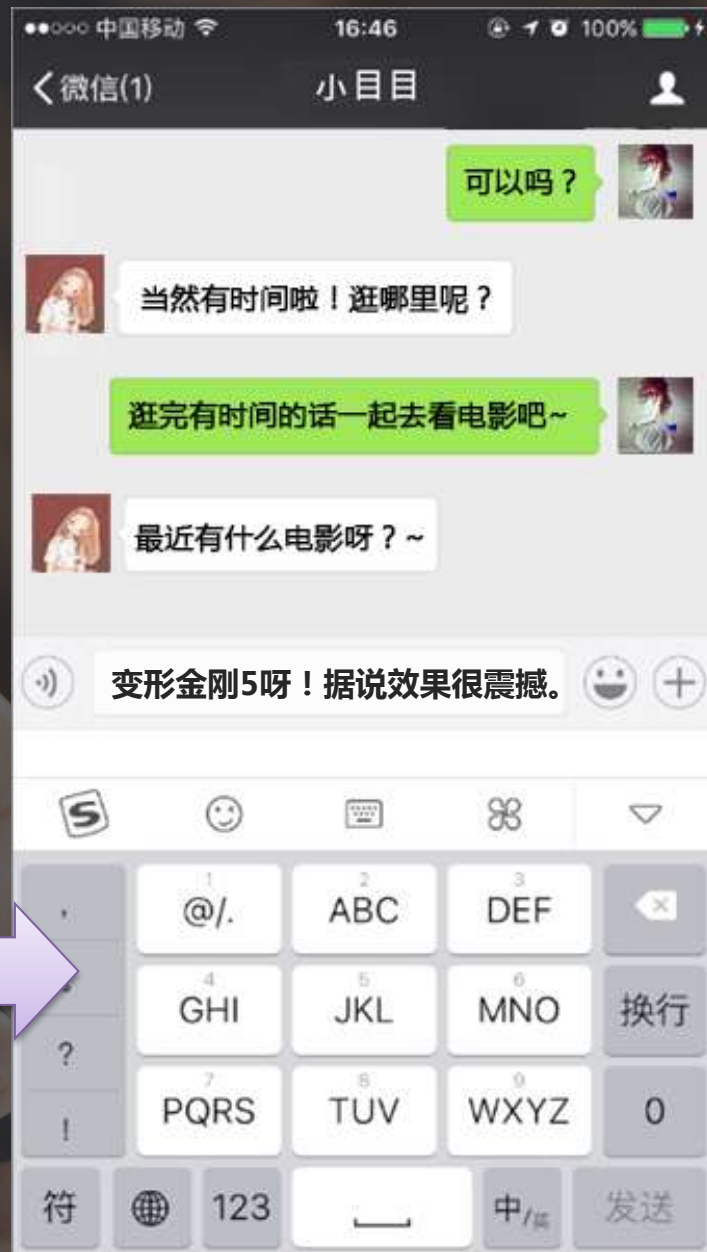 中国移动 16:46 100%
微信(1) 小目目
可以吗？
当然有时间啦！逛哪里呢？
逛完有时间的话一起去看电影吧~
最近有什么电影呀？~
变形金刚5呀！据说效果很震撼。
S
, 1 @/. 2 ABC 3 DEF
4 GHI 5 JKL 6 MNO 换行
?
! 7 PQRS 8 TUV 9 WXYZ 0
符 123 中/英 发送